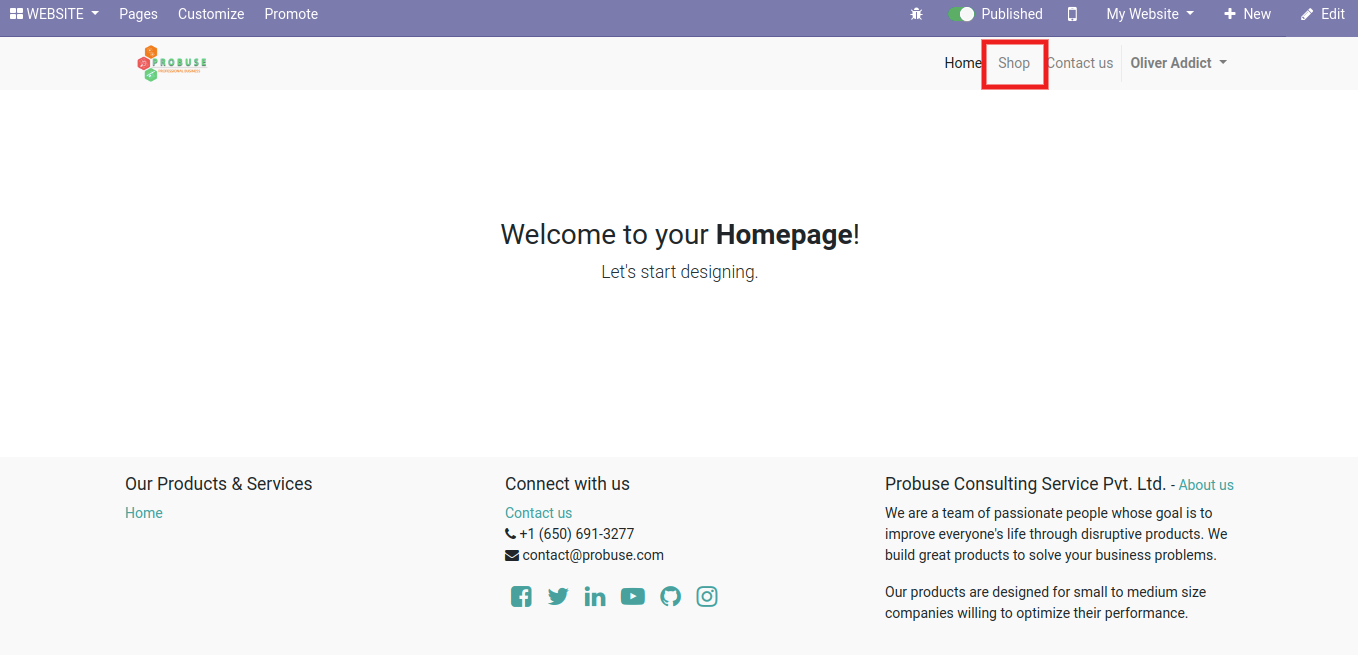 WEBSITE Pages Customize Promote Published My Website New Edit
PROBUSE
Home Shop Contact us Oliver Addict
Welcome to your Homepage!
Let's start designing.
Our Products & Services
Home
Connect with us
Contact us
+1 (650) 691-3277
contact@probuse.com
Probuse Consulting Service Pvt. Ltd. - About us
We are a team of passionate people whose goal is to
improve everyone's life through disruptive products. We
build great products to solve your business problems.
Our products are designed for small to medium size
companies willing to optimize their performance.